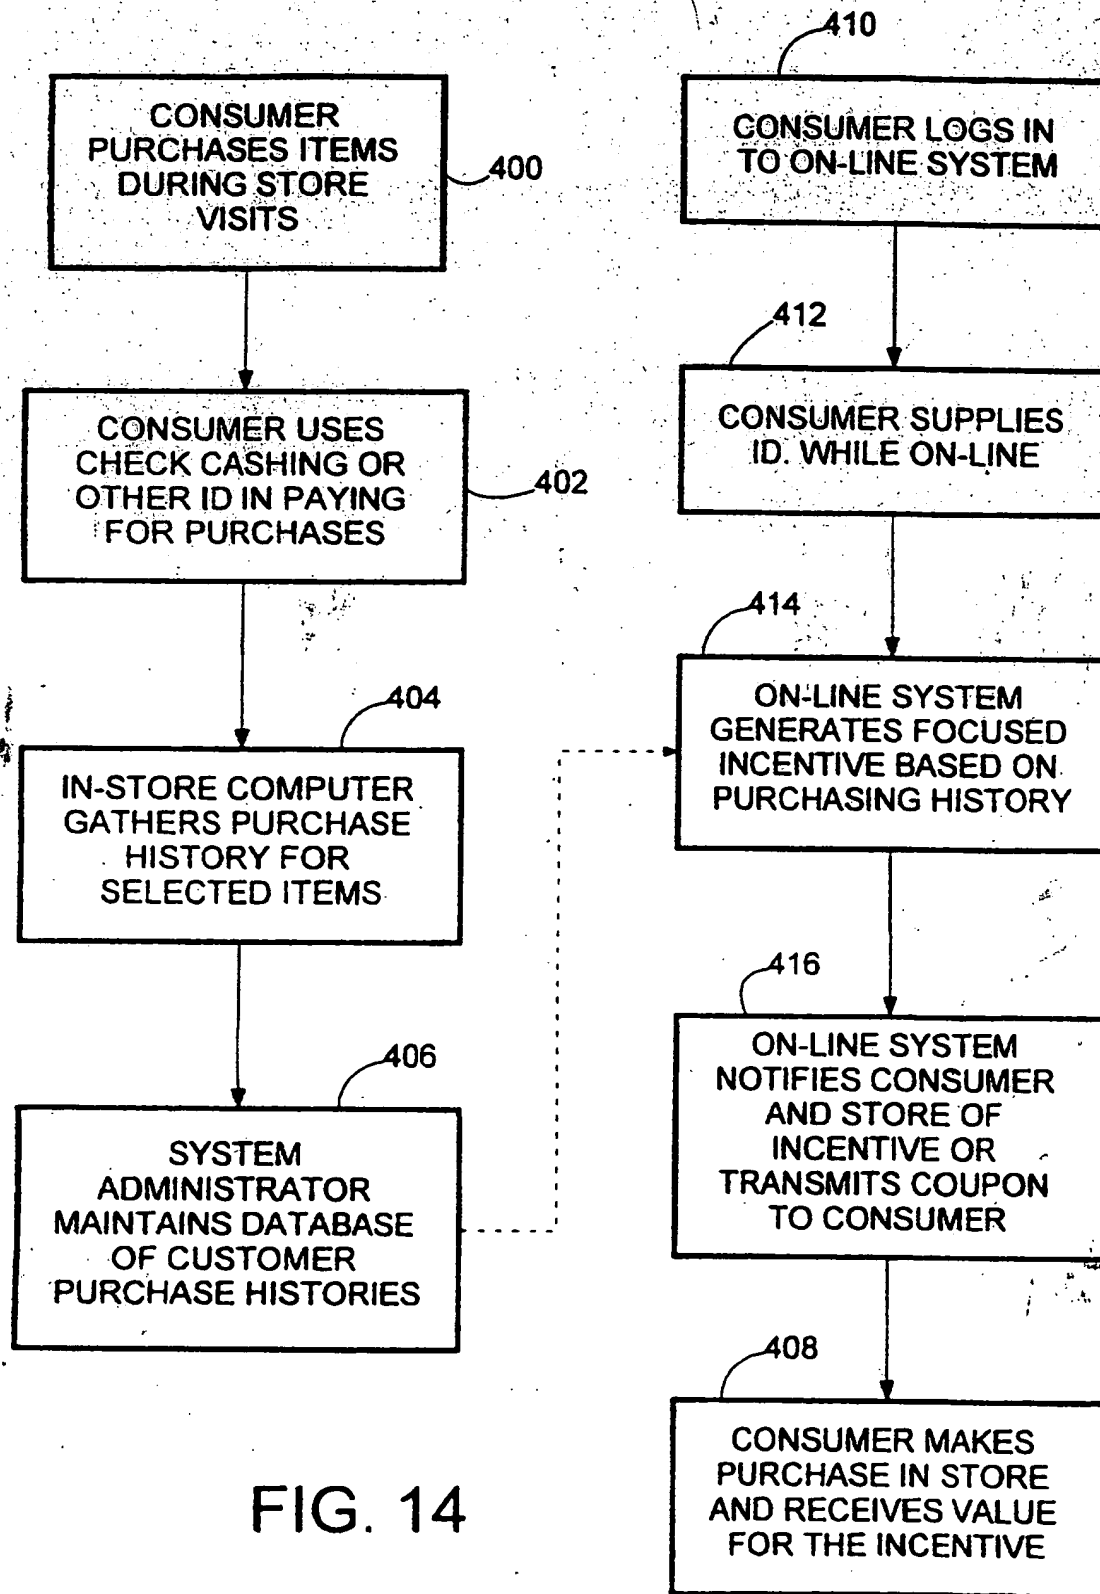 CONSUMER
PURCHASES ITEMS
DURING STORE
VISITS
400
CONSUMER USES
CHECK CASHING OR
OTHER ID IN PAYING
FOR PURCHASES
402
404
IN-STORE COMPUTER
GATHERS PURCHASE
HISTORY FOR
SELECTED ITEMS
406
SYSTEM
ADMINISTRATOR
MAINTAINS DATABASE
OF CUSTOMER
PURCHASE HISTORIES
410
CONSUMER LOGS IN
TO ON-LINE SYSTEM
412
CONSUMER SUPPLIES
ID. WHILE ON-LINE
414
ON-LINE SYSTEM
GENERATES FOCUSED
INCENTIVE BASED ON
PURCHASING HISTORY
416
ON-LINE SYSTEM
NOTIFIES CONSUMER
AND STORE OF
INCENTIVE OR
TRANSMITS COUPON
TO CONSUMER
408
CONSUMER MAKES
PURCHASE IN STORE
AND RECEIVES VALUE
FOR THE INCENTIVE
FIG. 14